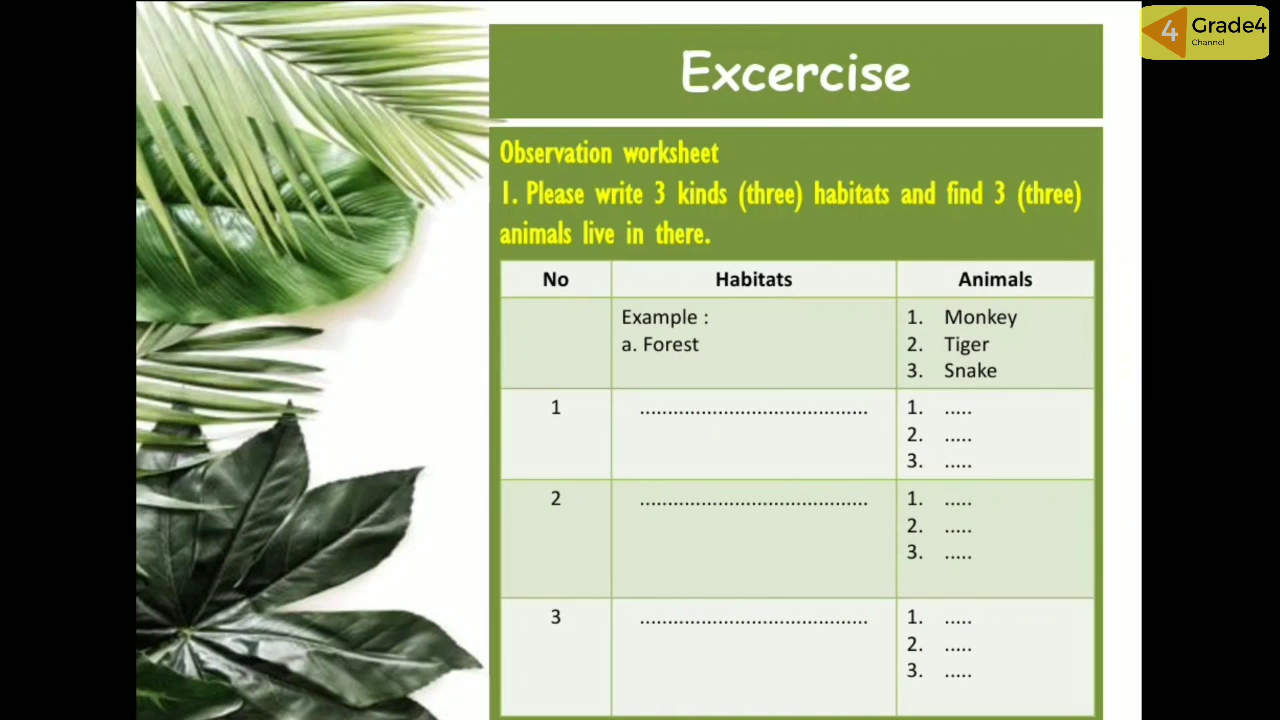 4 Grade4
Channel
Excercise
Observation worksheet
1. Please write 3 kinds (three) habitats and find 3 (three)
animals live in there.
No Habitats Animals
Example : 1. Monkey
a. Forest 2. Tiger
3. Snake
1 ......................................... 1. .....
2. .....
3. .....
2 ......................................... 1. .....
2. .....
3. .....
3 ......................................... 1. .....
2. .....
3. .....